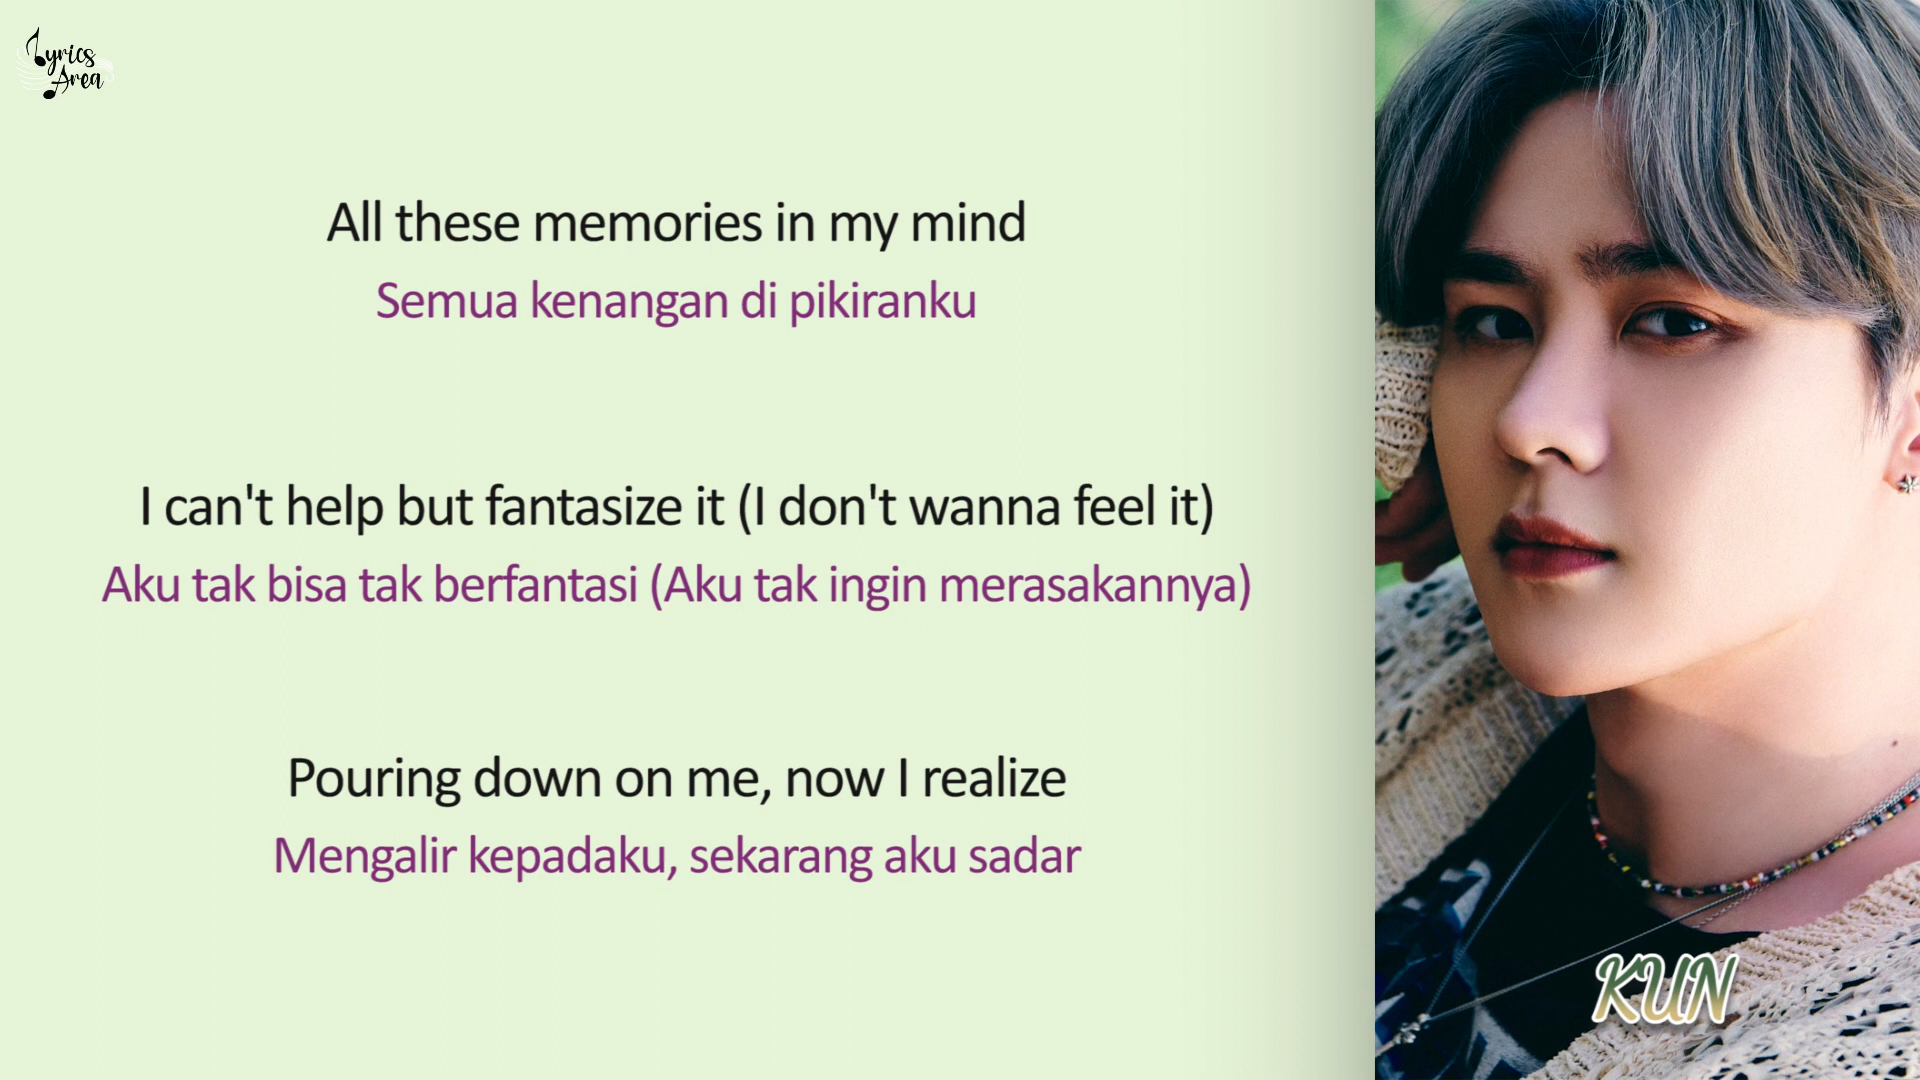 Lyrics
Area
All these memories in my mind
Semua kenangan di pikiranku
I can't help but fantasize it (I don't wanna feel it)
Aku tak bisa tak berfantasi (Aku tak ingin merasakannya)
Pouring down on me, now I realize
Mengalir kepadaku, sekarang aku sadar
KUN